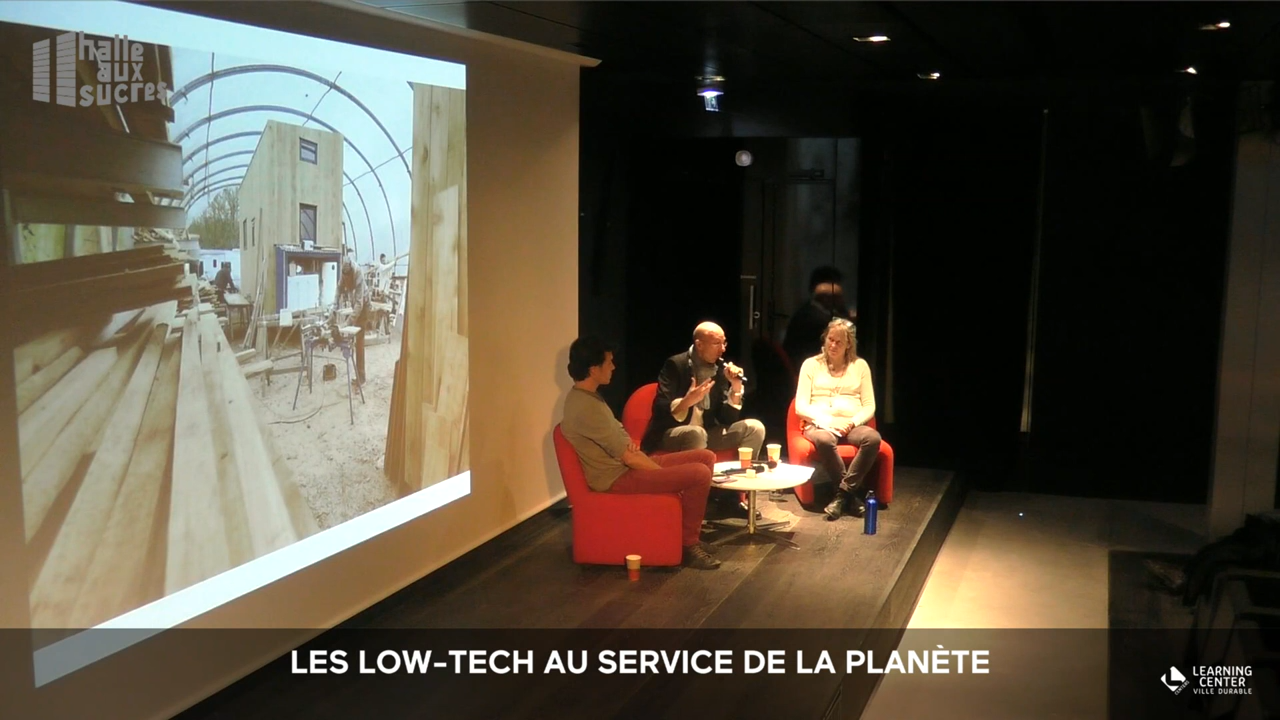 halle
aux
sucres
LES LOW-TECH AU SERVICE DE LA PLANÈTE
LEARNING
CENTER
VILLE DURABLE